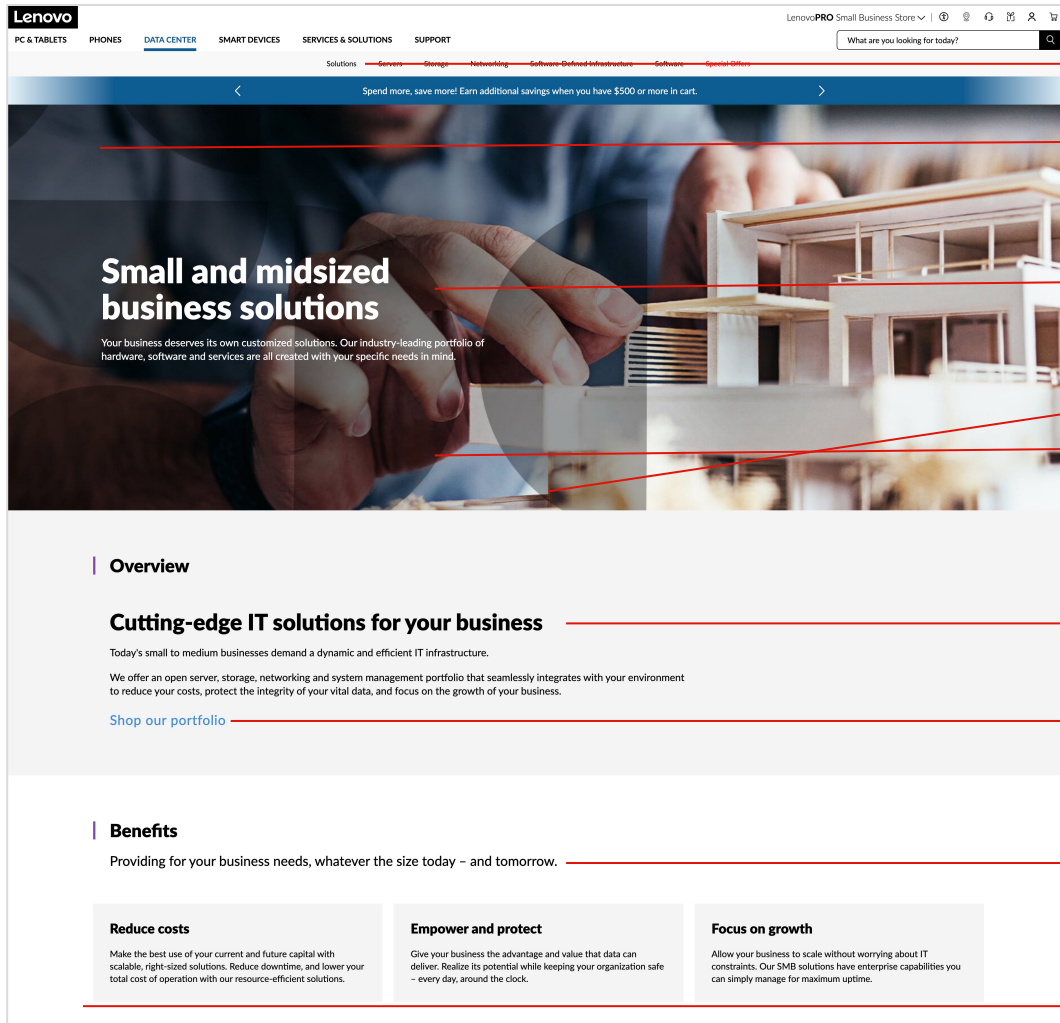 Lenovo
LenovoPRO Small Business Store
PC & TABLETS PHONES DATA CENTER SMART DEVICES SERVICES & SOLUTIONS SUPPORT
What are you looking for today?
Solutions Servers Storage Networking Software-Defined Infrastructure Software Special Offers
Spend more, save more! Earn additional savings when you have $500 or more in cart.
Small and midsized
business solutions
Your business deserves its own customized solutions. Our industry-leading portfolio of
hardware, software and services are all created with your specific needs in mind.
Overview
Cutting-edge IT solutions for your business
Today's small to medium businesses demand a dynamic and efficient IT infrastructure.
We offer an open server, storage, networking and system management portfolio that seamlessly integrates with your environment
to reduce your costs, protect the integrity of your vital data, and focus on the growth of your business.
Shop our portfolio
Benefits
Providing for your business needs, whatever the size today – and tomorrow.
Reduce costs
Make the best use of your current and future capital with
scalable, right-sized solutions. Reduce downtime, and lower your
total cost of operation with our resource-efficient solutions.
Empower and protect
Give your business the advantage and value that data can
deliver. Realize its potential while keeping your organization safe
– every day, around the clock.
Focus on growth
Allow your business to scale without worrying about IT
constraints. Our SMB solutions have enterprise capabilities you
can simply manage for maximum uptime.